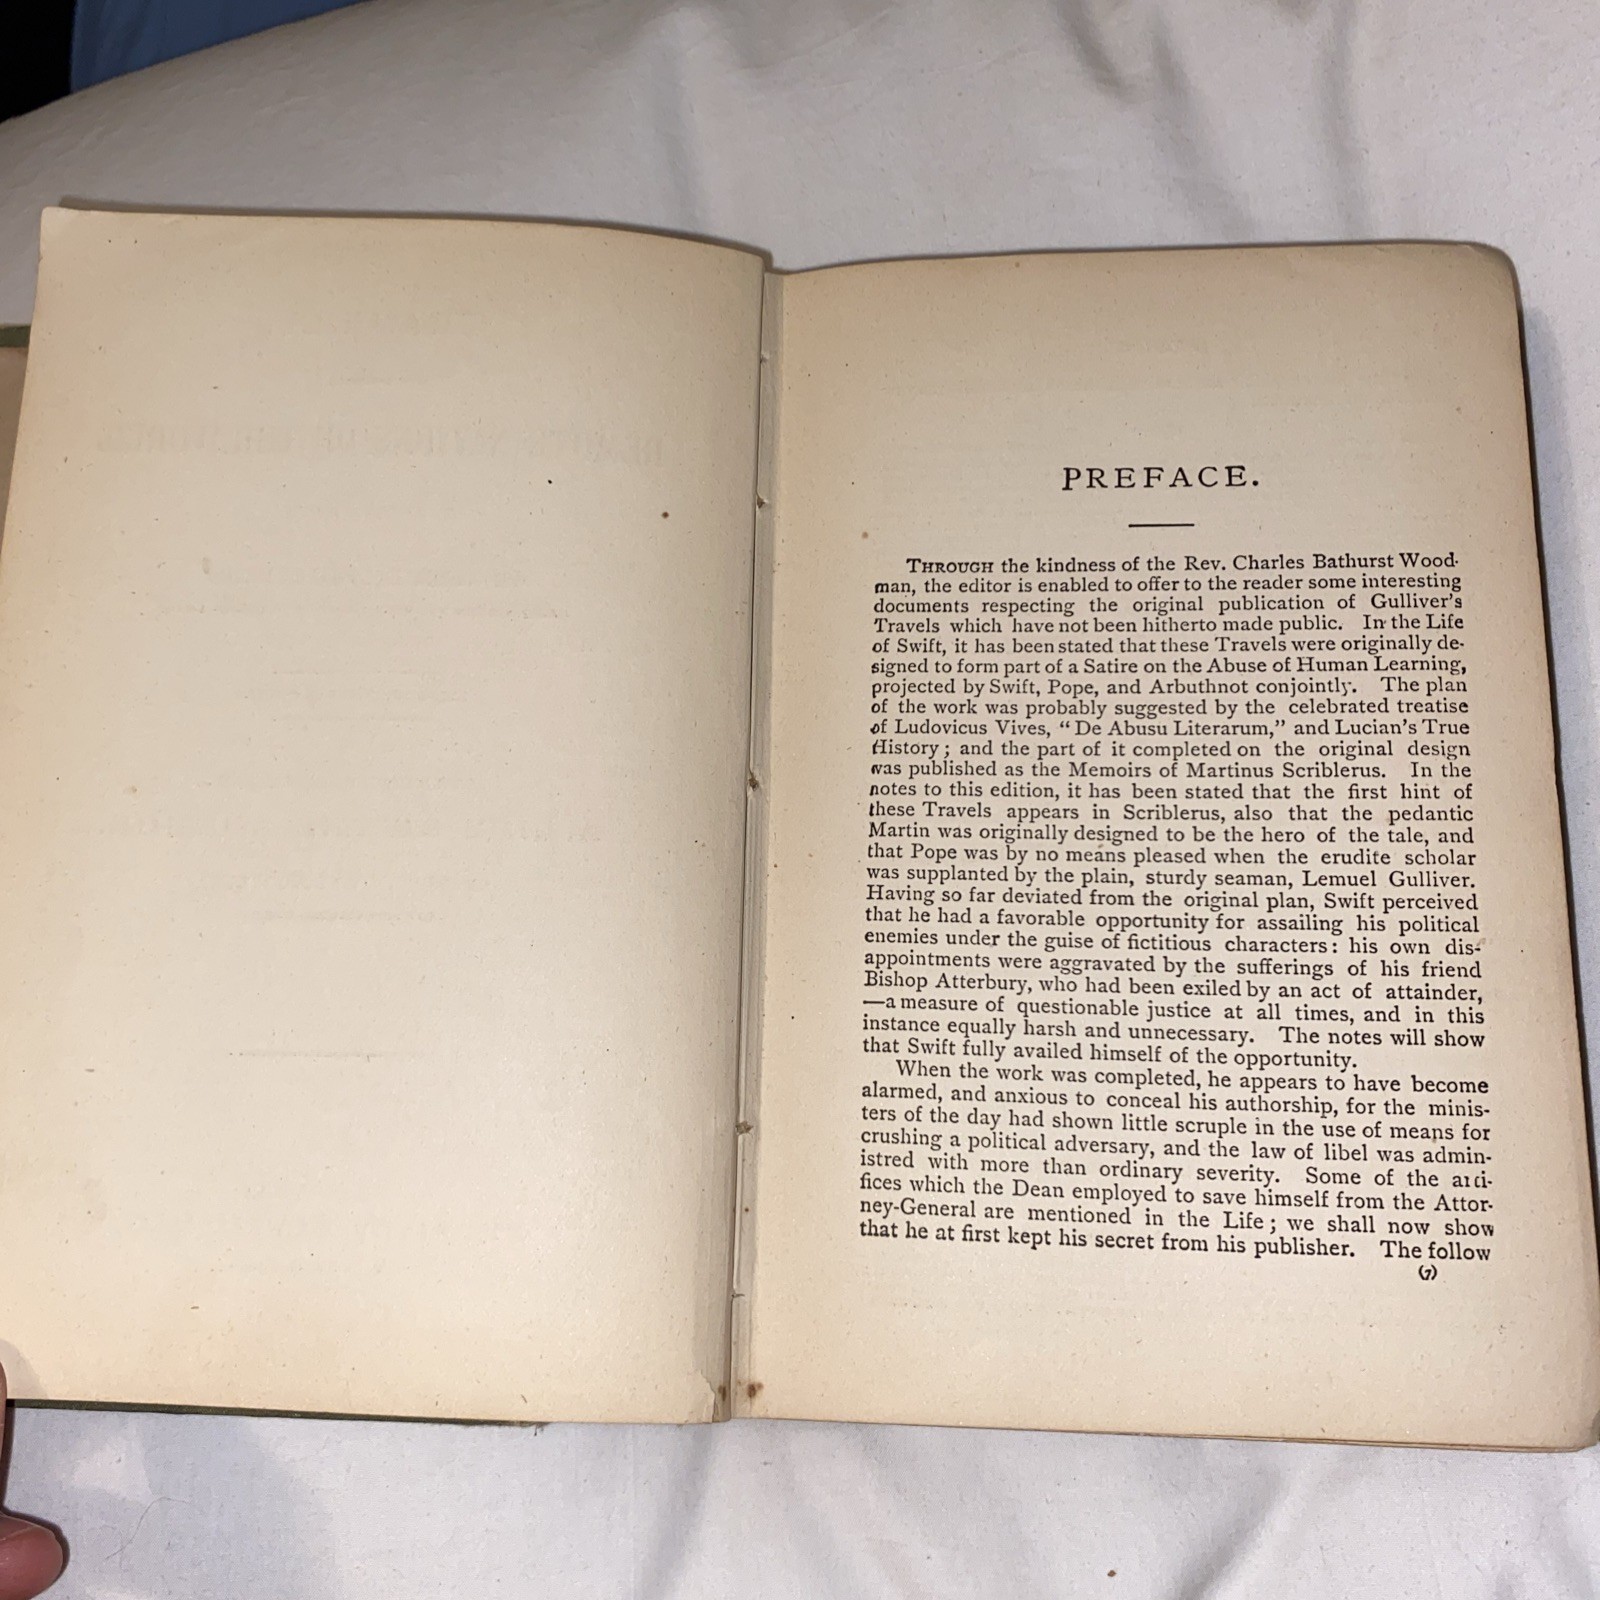 PREFACE.
THROUGH the kindness of the Rev. Charles Bathurst Wood-
man, the editor is enabled to offer to the reader some interesting
documents respecting the original publication of Gulliver's
Travels which have not been hitherto made public. In the Life
of Swift, it has been stated that these Travels were originally de-
signed to form part of a Satire on the Abuse of Human Learning,
projected by Swift, Pope, and Arbuthnot conjointly. The plan
of the work was probably suggested by the celebrated treatise
of Ludovicus Vives, "De Abusu Literarum," and Lucian's True
History; and the part of it completed on the original design
was published as the Memoirs of Martinus Scriblerus. In the
notes to this edition, it has been stated that the first hint of
these Travels appears in Scriblerus, also that the pedantic
Martin was originally designed to be the hero of the tale, and
that Pope was by no means pleased when the erudite scholar
was supplanted by the plain, sturdy seaman, Lemuel Gulliver.
Having so far deviated from the original plan, Swift perceived
that he had a favorable opportunity for assailing his political
enemies under the guise of fictitious characters: his own dis-
appointments were aggravated by the sufferings of his friend
Bishop Atterbury, who had been exiled by an act of attainder,
—a measure of questionable justice at all times, and in this
instance equally harsh and unnecessary. The notes will show
that Swift fully availed himself of the opportunity.
When the work was completed, he appears to have become
alarmed, and anxious to conceal his authorship, for the minis-
ters of the day had shown little scruple in the use of means for
crushing a political adversary, and the law of libel was admin-
istred with more than ordinary severity. Some of the arti-
fices which the Dean employed to save himself from the Attor-
ney-General are mentioned in the Life; we shall now show
that he at first kept his secret from his publisher. The follow
(7)